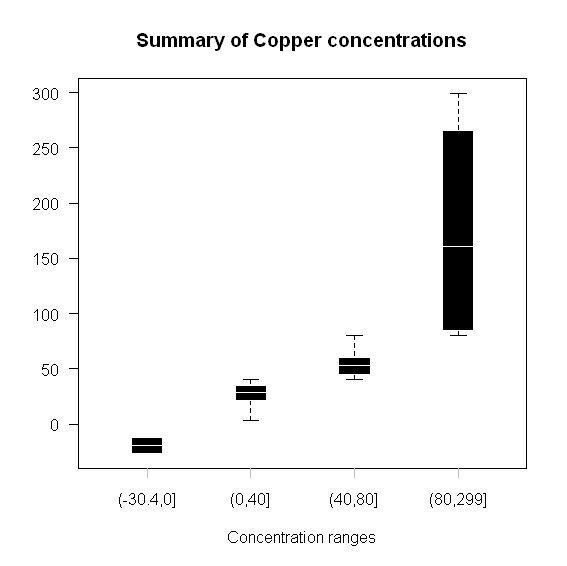 Summary of Copper concentrations
300
250
200
150
100
50
0
(-30.4,0] (0,40] (40,80] (80,299]
Concentration ranges